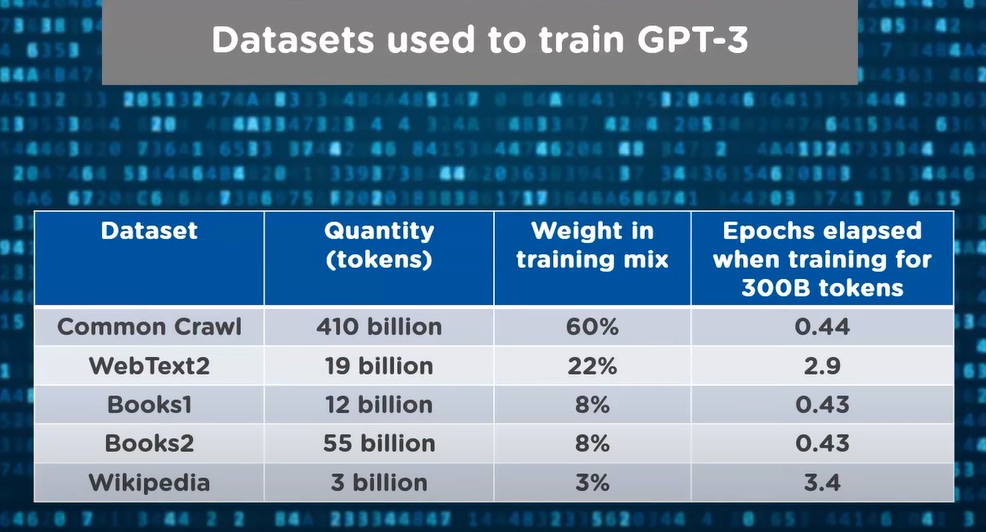 Datasets used to train GPT-3
Dataset Quantity (tokens) Weight in training mix Epochs elapsed when training for 300B tokens
Common Crawl 410 billion 60% 0.44
WebText2 19 billion 22% 2.9
Books1 12 billion 8% 0.43
Books2 55 billion 8% 0.43
Wikipedia 3 billion 3% 3.4